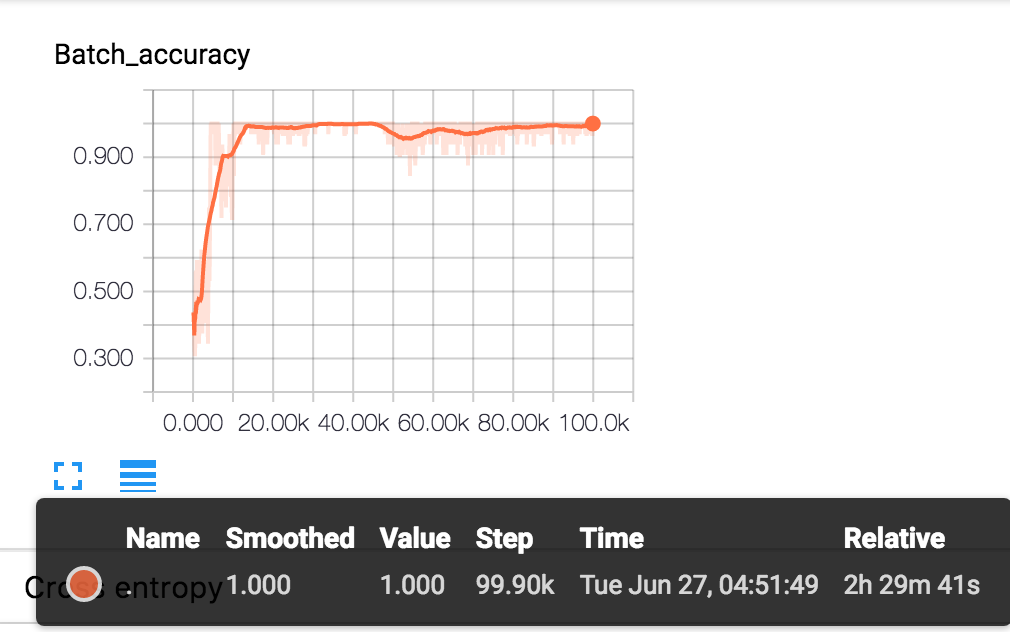 Batch_accuracy
0.900
0.700
0.500
0.300
0.000 20.00k 40.00k 60.00k 80.00k 100.0k
Name Smoothed Value Step Time Relative
. 1.000 1.000 99.90k Tue Jun 27, 04:51:49 2h 29m 41s
Cross entropy